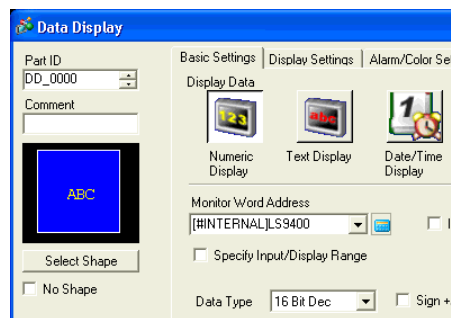 Data Display
Part ID
DD_0000
Comment
ABC
Select Shape
No Shape
Basic Settings Display Settings Alarm/Color
Display Data
123 abc 1
Numeric Display Text Display Date/Time Display
Monitor Word Address
[#INTERNAL]LS9400
Specify Input/Display Range
Data Type 16 Bit Dec Sign